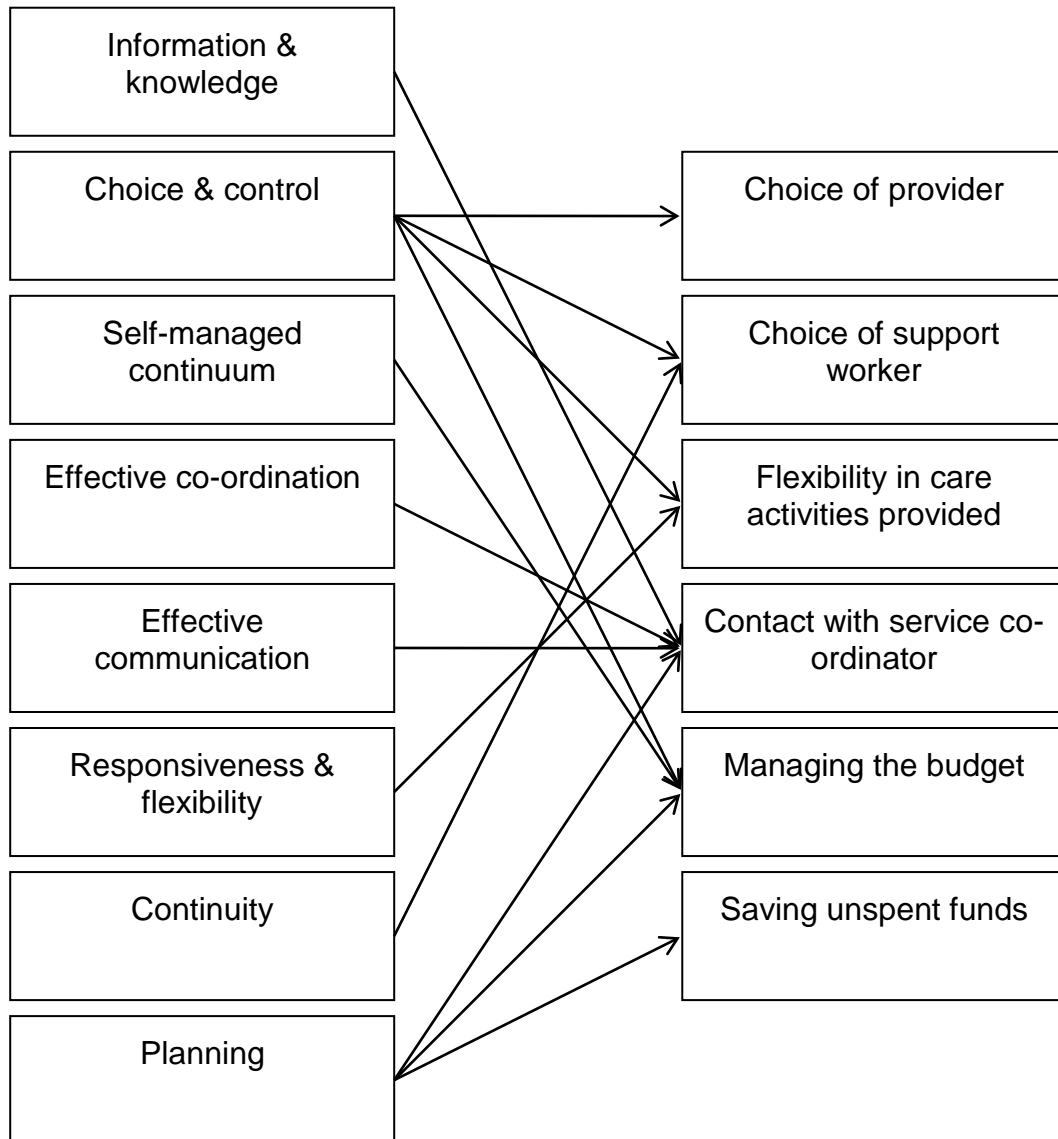 Information &
knowledge
Choice & control
Self-managed
continuum
Effective co-ordination
Effective
communication
Responsiveness &
flexibility
Continuity
Planning
Choice of provider
Choice of support
worker
Flexibility in care
activities provided
Contact with service co-
ordinator
Managing the budget
Saving unspent funds